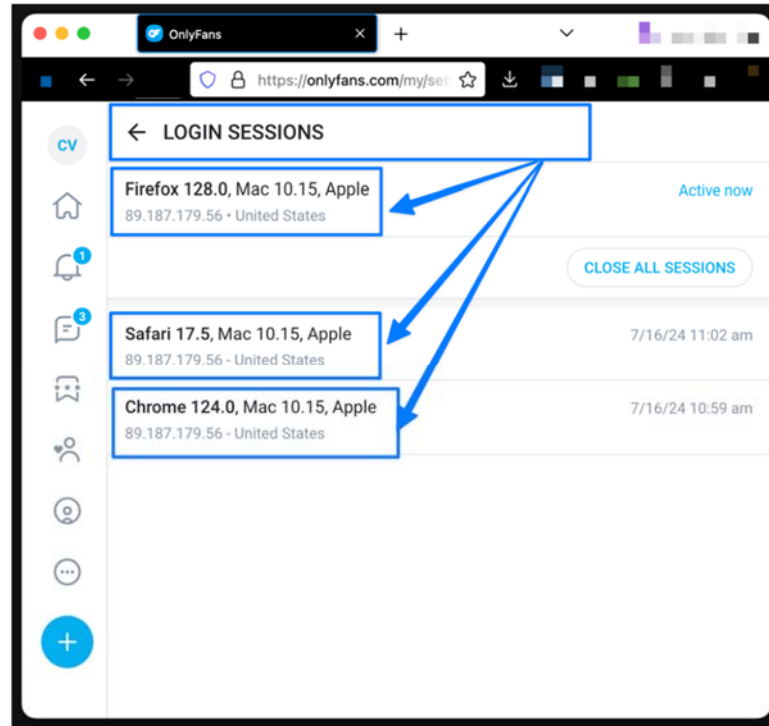 OnlyFans
https://onlyfans.com/my/set
CV
LOGIN SESSIONS
Firefox 128.0, Mac 10.15, Apple
Active now
89.187.179.56 • United States
1
CLOSE ALL SESSIONS
3
Safari 17.5, Mac 10.15, Apple
7/16/24 11:02 am
89.187.179.56 - United States
Chrome 124.0, Mac 10.15, Apple
7/16/24 10:59 am
89.187.179.56 - United States